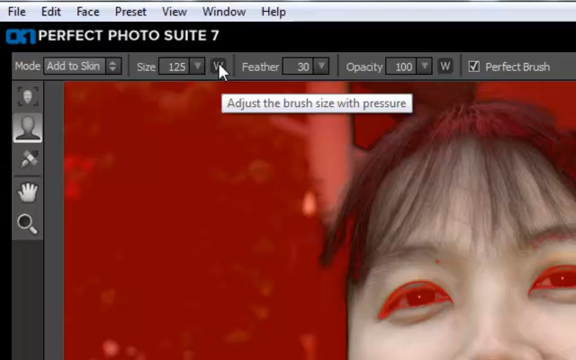 File Edit Face Preset View Window Help
on1 PERFECT PHOTO SUITE 7
Mode Add to Skin Size 125 Feather 30 Opacity 100 W Perfect Brush
Adjust the brush size with pressure